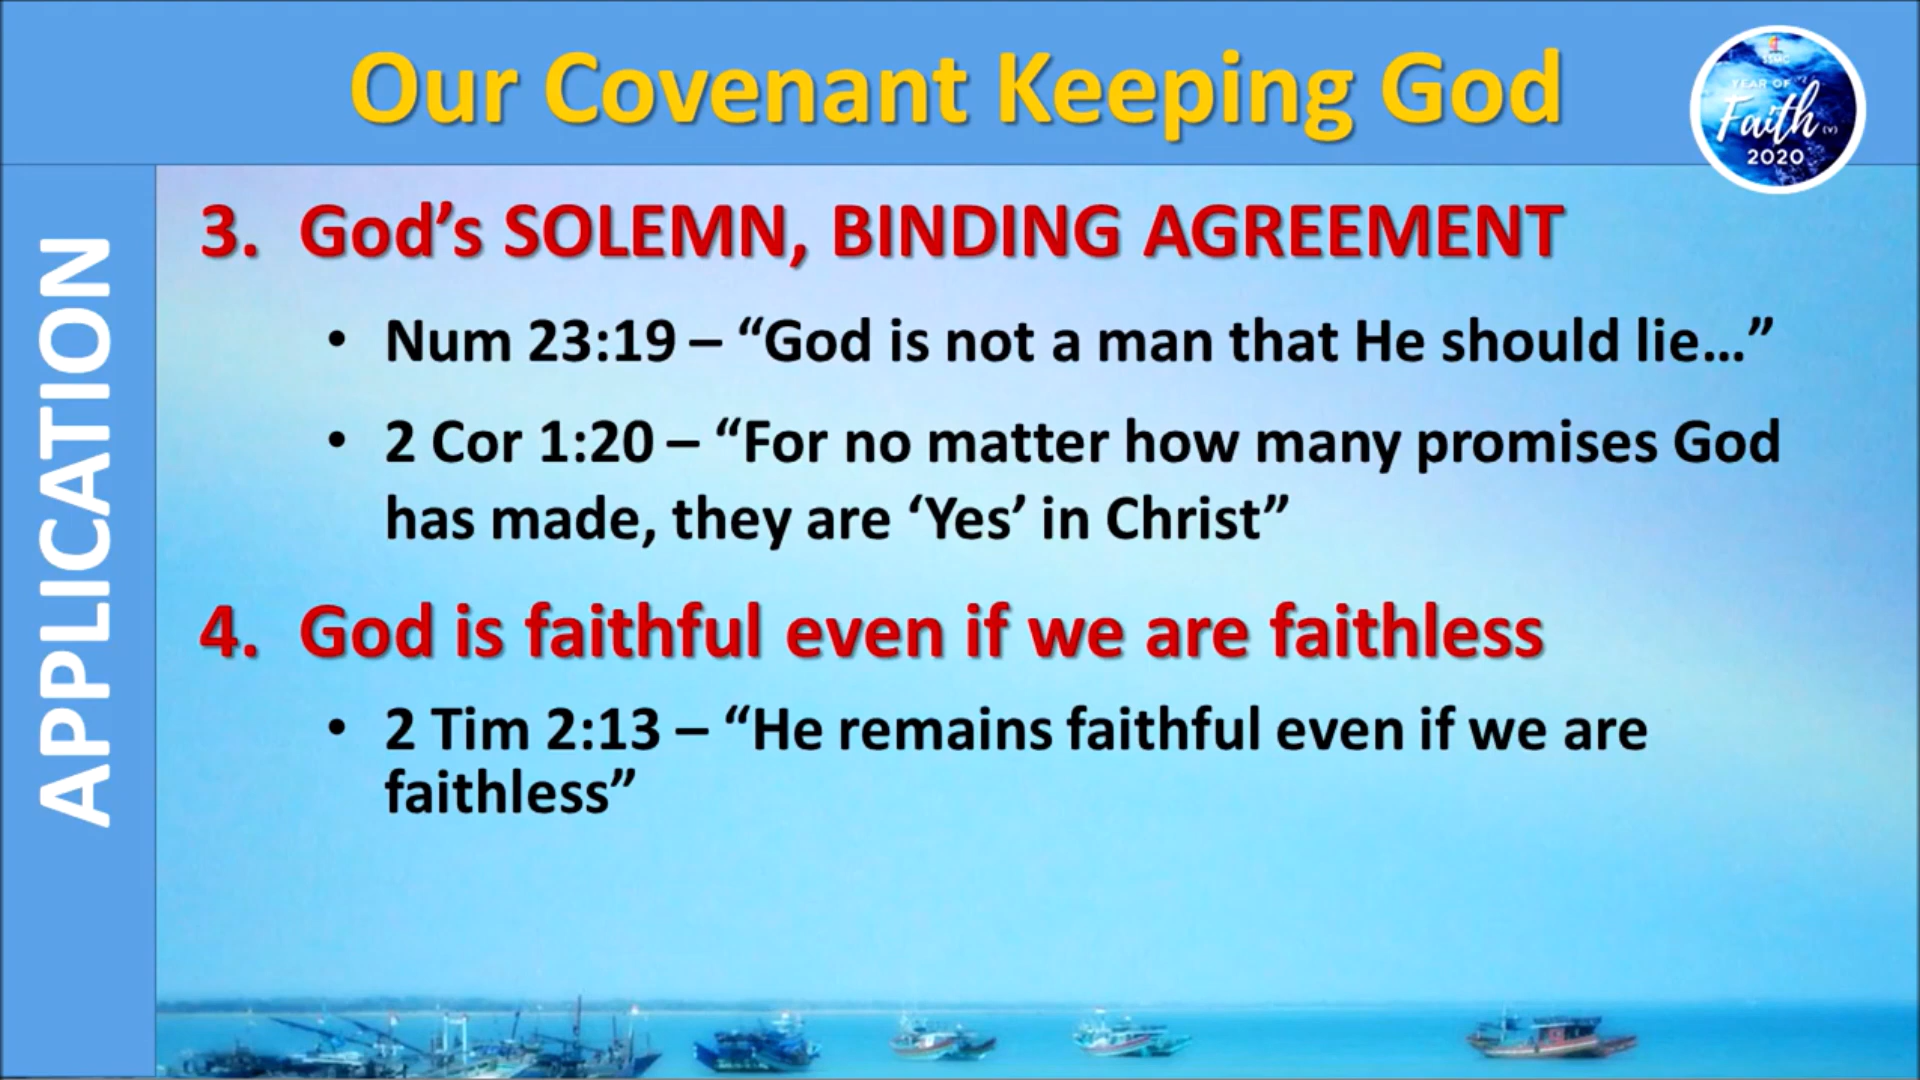 Our Covenant Keeping God
SSMC
YEAR OF
Faith (v)
2020
APPLICATION
3. God’s SOLEMN, BINDING AGREEMENT
• Num 23:19 – “God is not a man that He should lie…”
• 2 Cor 1:20 – “For no matter how many promises God
has made, they are ‘Yes’ in Christ”
4. God is faithful even if we are faithless
• 2 Tim 2:13 – “He remains faithful even if we are
faithless”